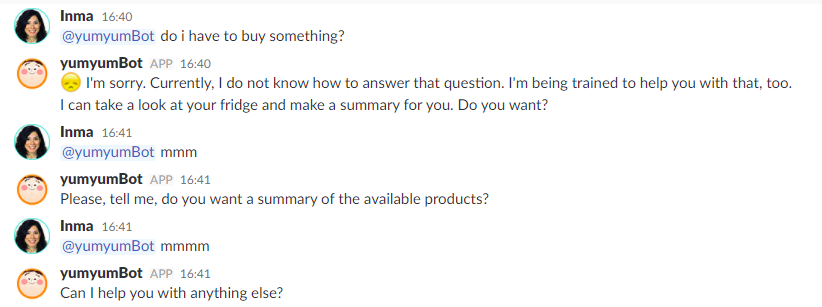 Inma 16:40
@yumyumBot do i have to buy something?
yumyumBot APP 16:40
I'm sorry. Currently, I do not know how to answer that question. I'm being trained to help you with that, too.
I can take a look at your fridge and make a summary for you. Do you want?
Inma 16:41
@yumyumBot mmm
yumyumBot APP 16:41
Please, tell me, do you want a summary of the available products?
Inma 16:41
@yumyumBot mmmm
yumyumBot APP 16:41
Can I help you with anything else?